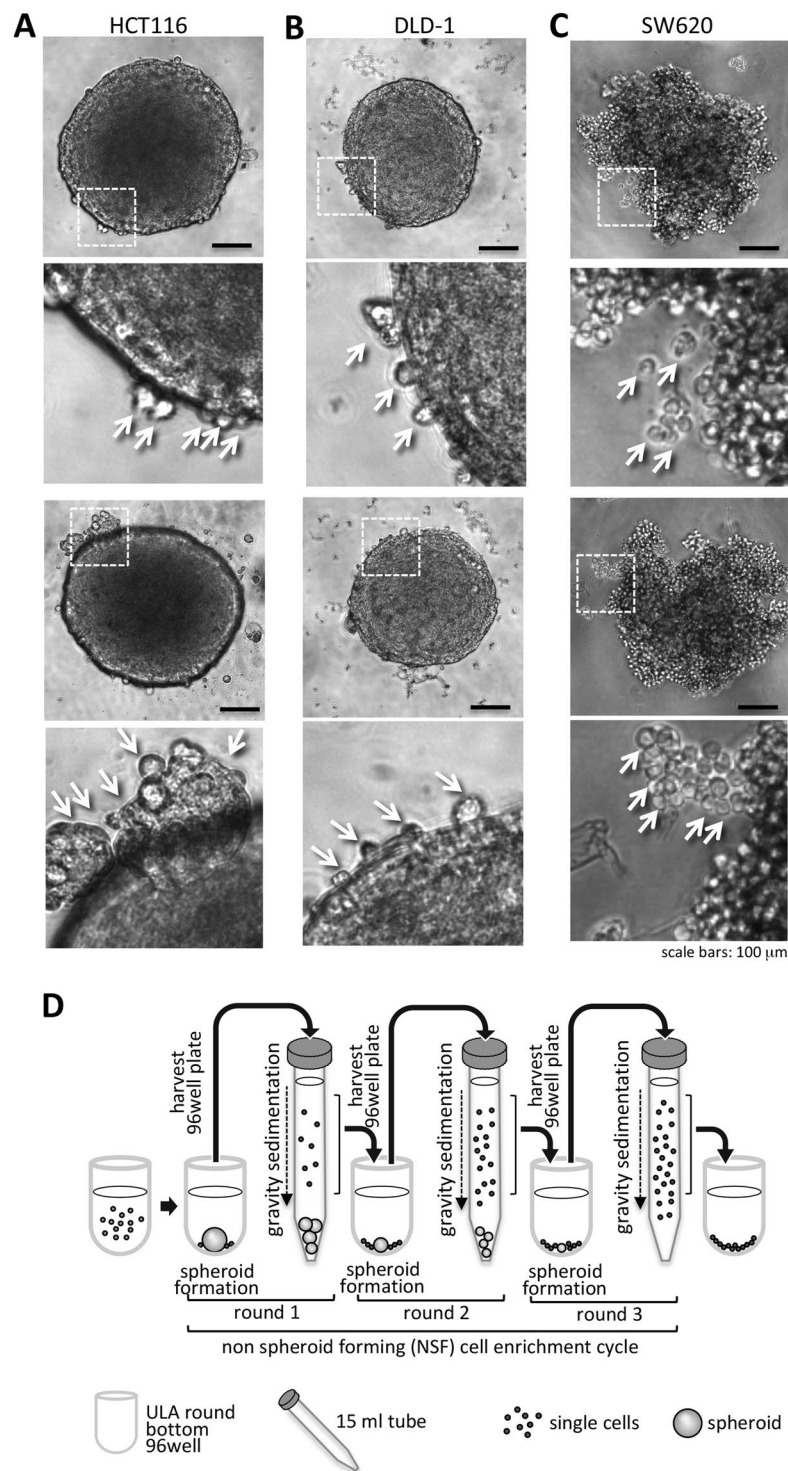 A
HCT116
B
DLD-1
C
SW620
scale bars: 100 μm
D
harvest
96well plate
gravity sedimentation
harvest
96well plate
gravity sedimentation
harvest
96well plate
gravity sedimentation
spheroid
formation
spheroid
formation
spheroid
formation
round 1
round 2
round 3
non spheroid forming (NSF) cell enrichment cycle
ULA round
bottom
96well
15 ml tube
single cells
spheroid